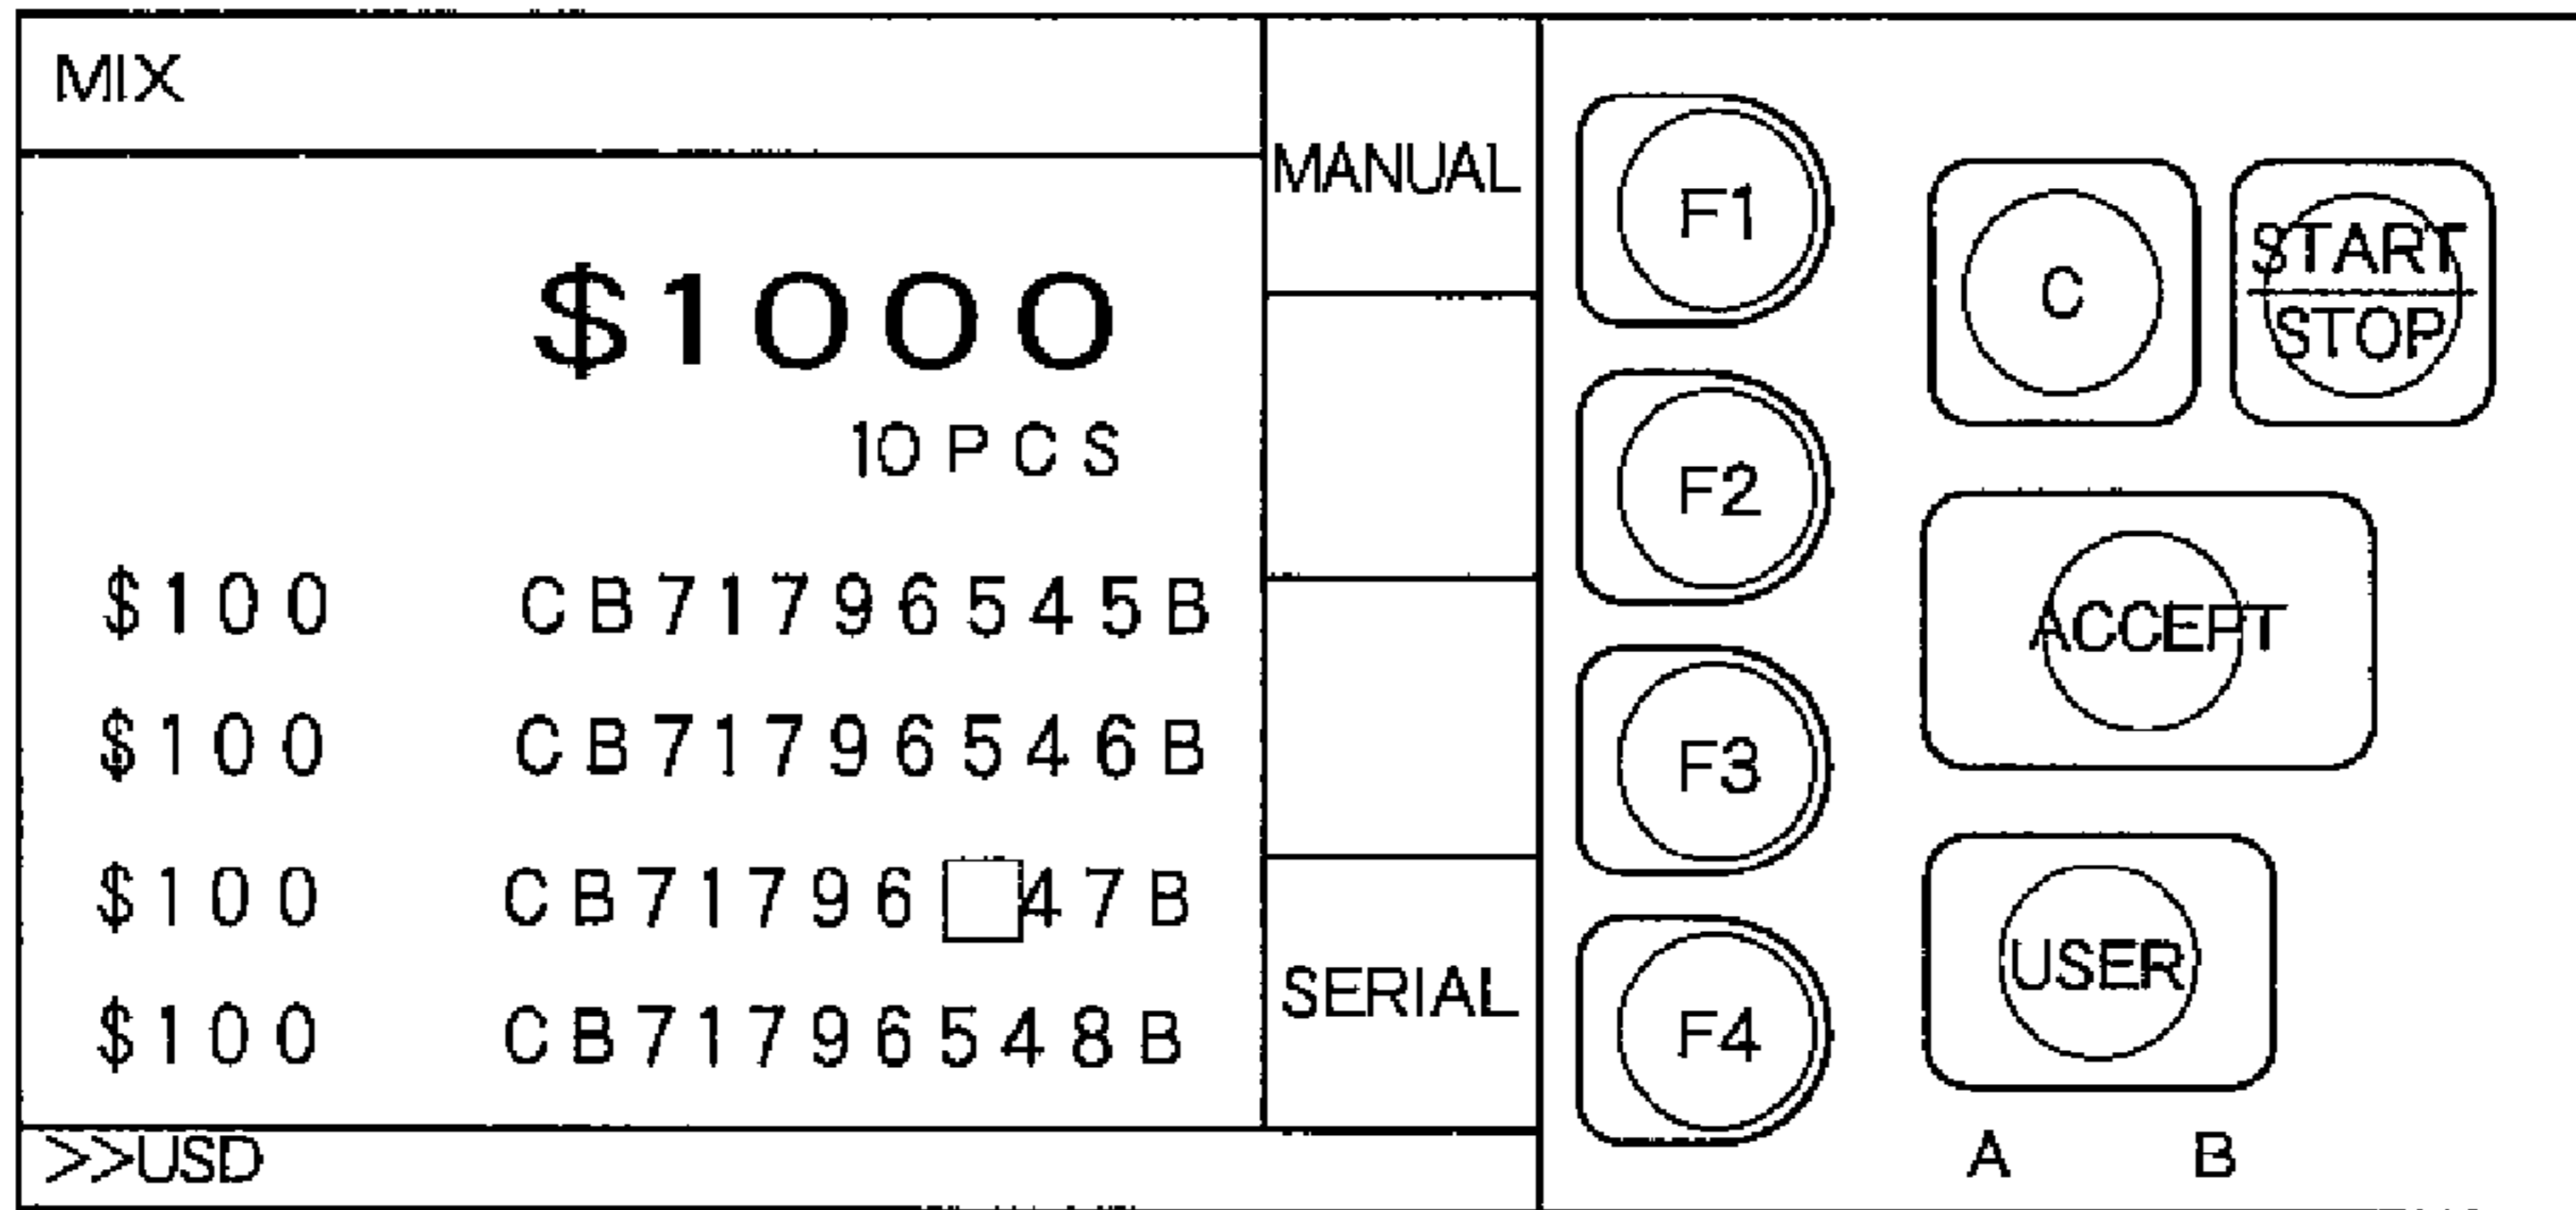 MIX
$1000
10PCS
$100 CB71796545B
$100 CB71796546B
$100 CB71796□47B
$100 CB71796548B
>>USD
MANUAL
SERIAL
F1
F2
F3
F4
C
START
STOP
ACCEPT
USER
A B